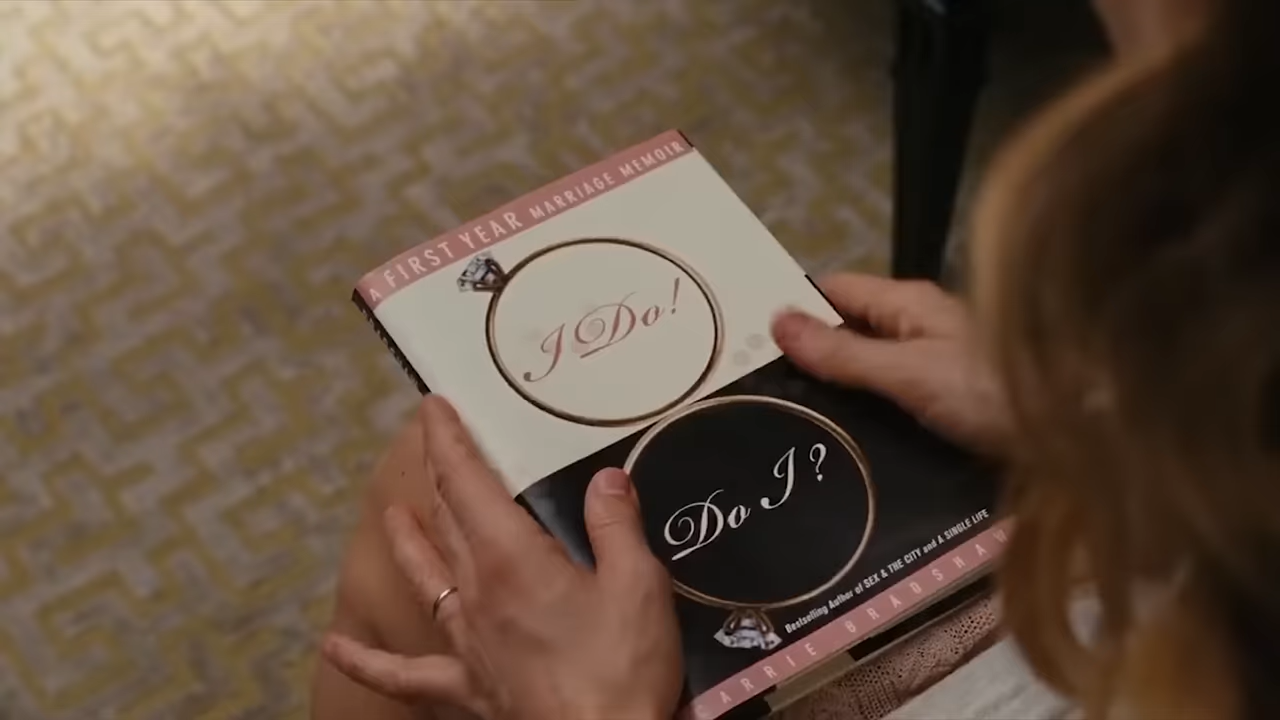 A FIRST YEAR MARRIAGE MEMOIR
I Do!
Do I?
Bestselling Author of SEX & THE CITY and A SINGLE LIFE
CARRIE BRADSHAW